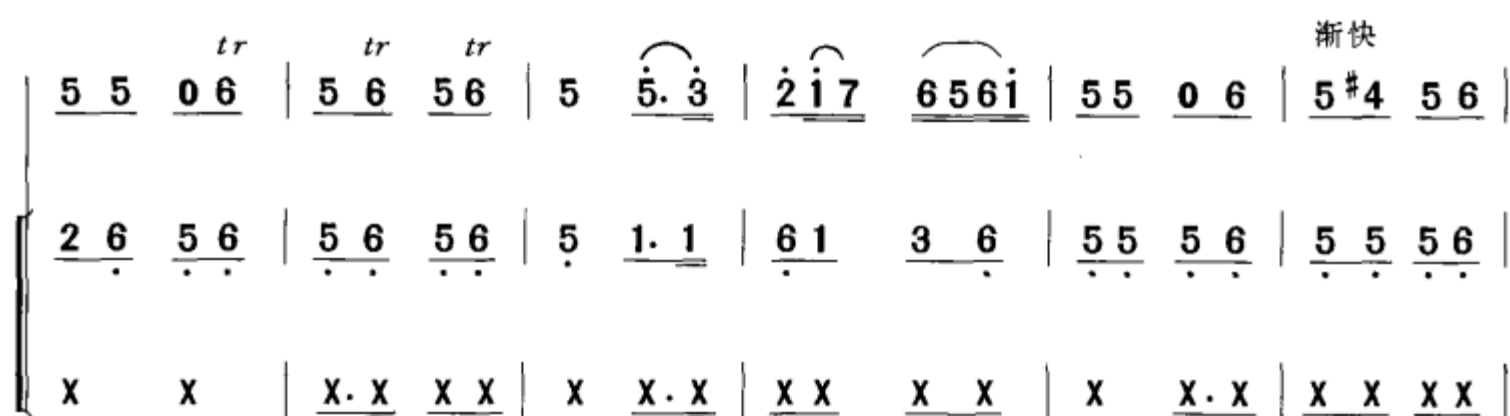 tr tr tr 渐快
5 5 0 6 | 5 6 5 6 | 5 5̇. 3̇ | 2̇ i̇ 7 6 5 6 i̇ | 5 5 0 6 | 5 #4 5 6 |
2 6̣ 5̣ 6̣ | 5̣ 6̣ 5̣ 6̣ | 5̣ 1. 1 | 6̣ 1 3 6̣ | 5̣ 5̣ 5̣ 6̣ | 5̣ 5̣ 5̣ 6̣ |
X X | X. X X X | X X. X | X X X X | X X. X | X X X X |